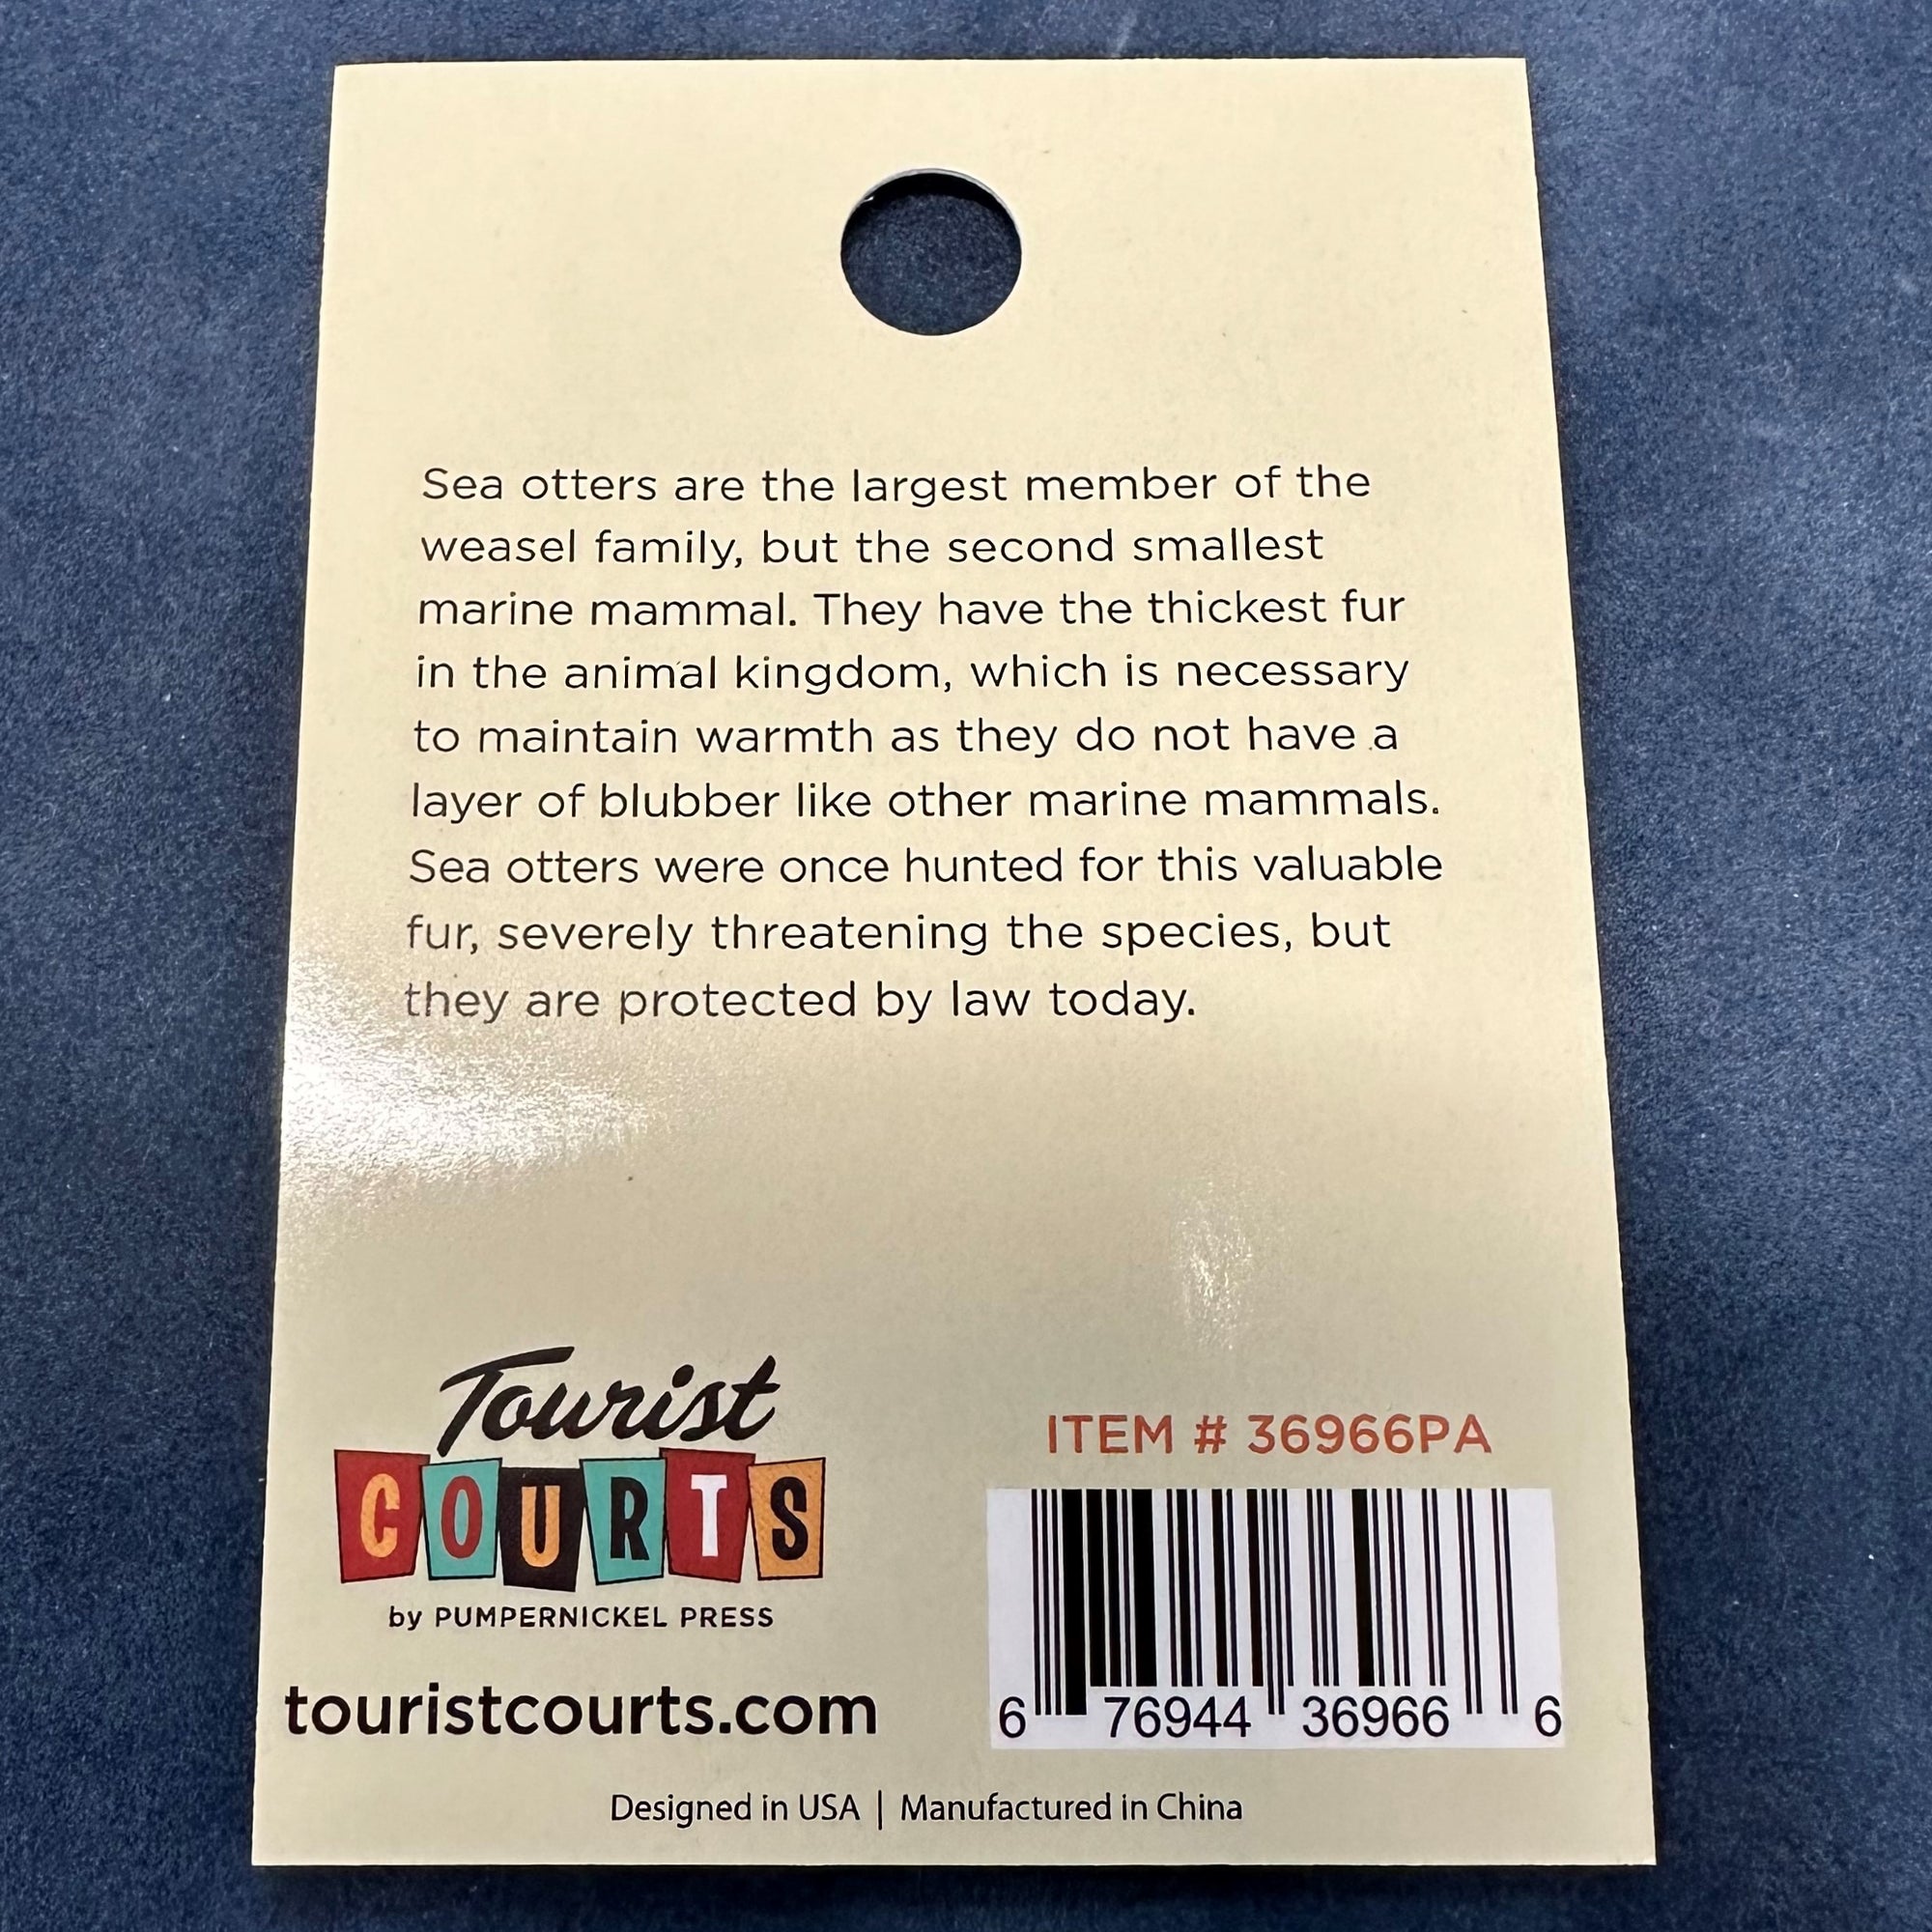 Sea otters are the largest member of the
weasel family, but the second smallest
marine mammal. They have the thickest fur
in the animal kingdom, which is necessary
to maintain warmth as they do not have a
layer of blubber like other marine mammals.
Sea otters were once hunted for this valuable
fur, severely threatening the species, but
they are protected by law today.
Tourist
COURTS
by PUMPERNICKEL PRESS
touristcourts.com
ITEM # 36966PA
6 76944 36966 6
Designed in USA | Manufactured in China